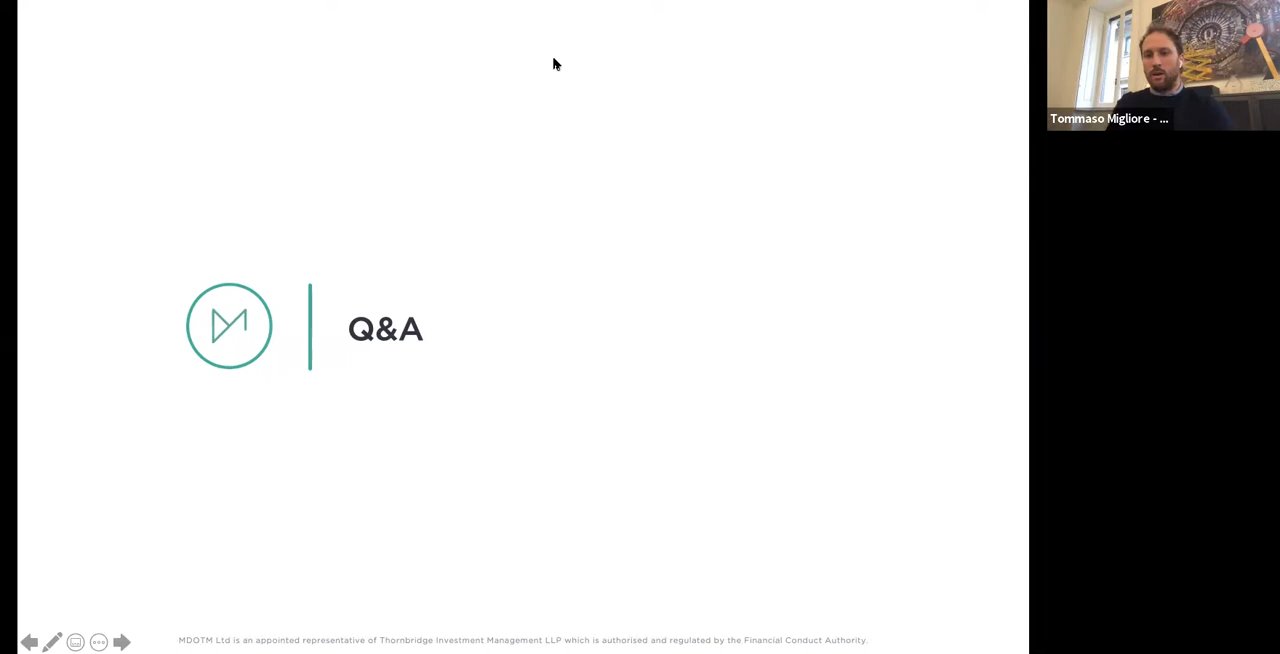 Tommaso Migliore - ...
Q&A
MDOTM Ltd is an appointed representative of Thornbridge Investment Management LLP which is authorised and regulated by the Financial Conduct Authority.